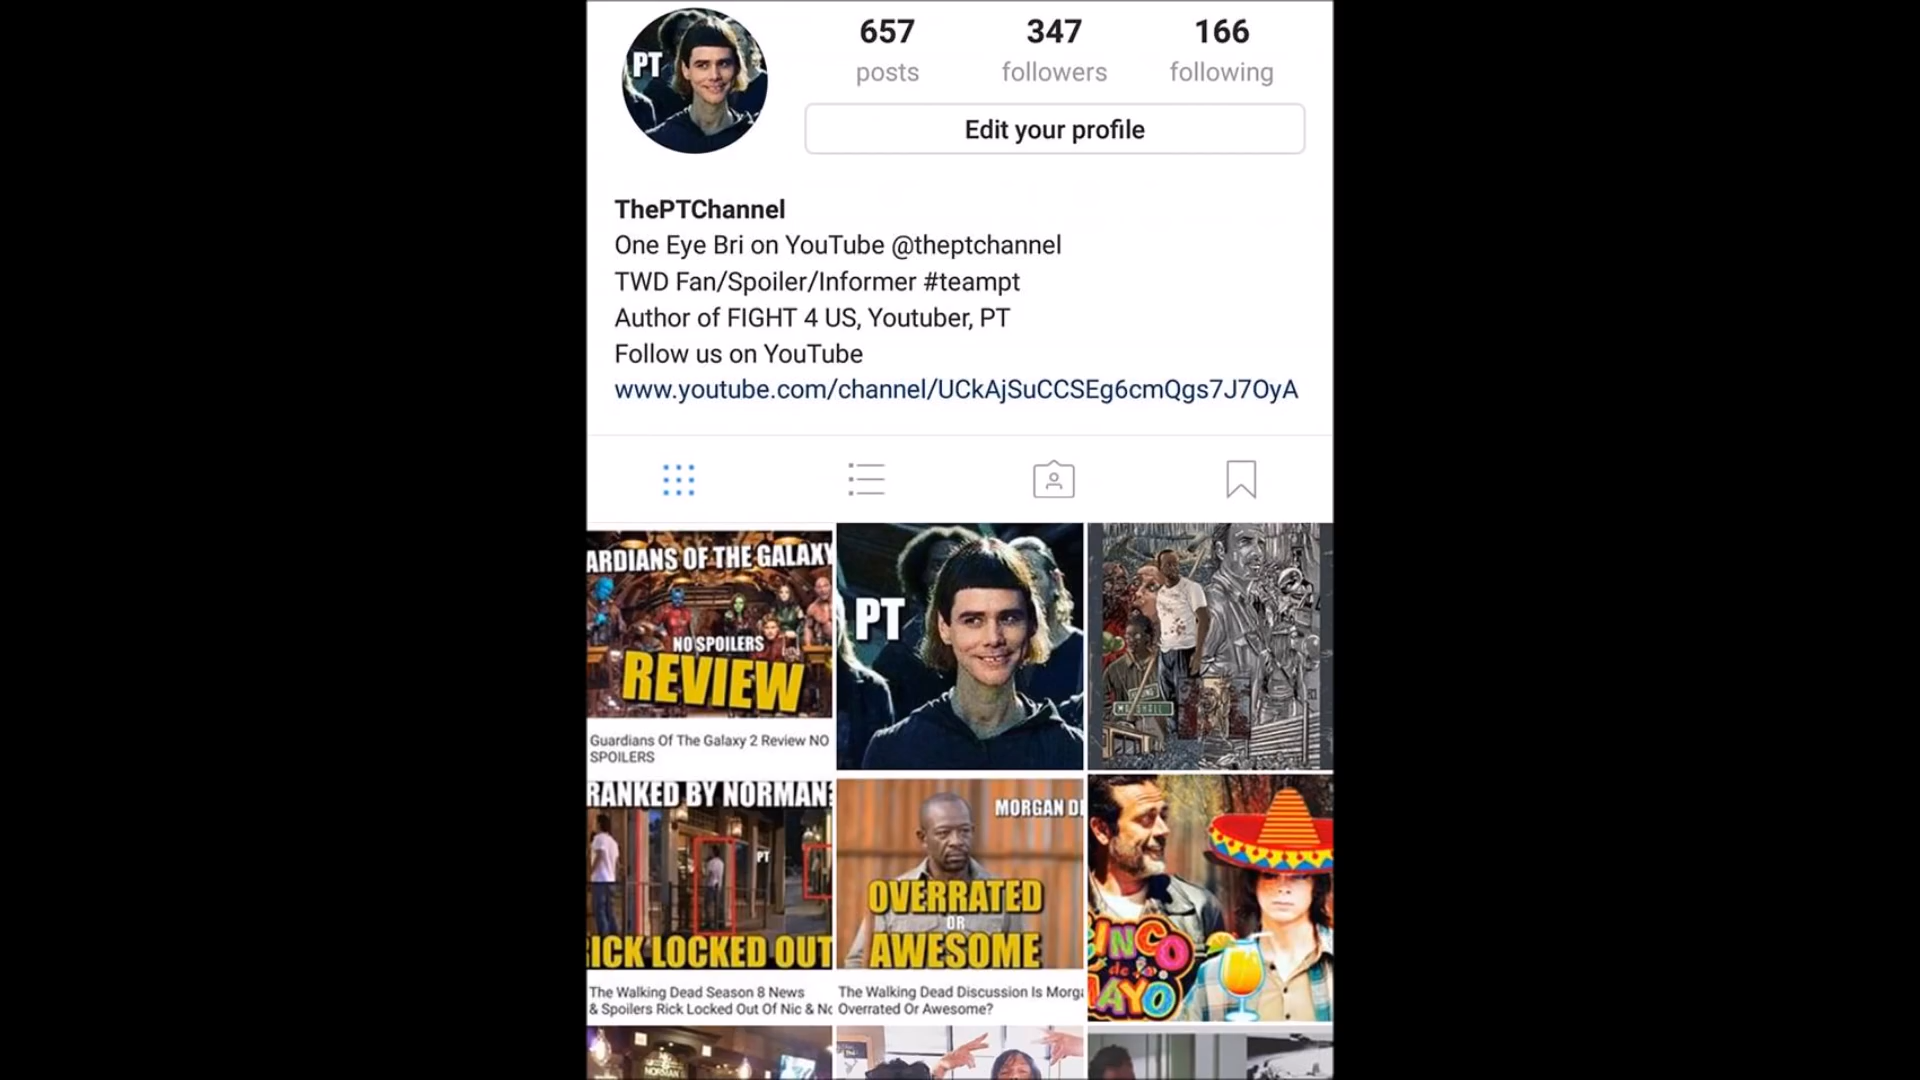 PT
657
347
166
posts
followers
following
Edit your profile
ThePTChannel
One Eye Bri on YouTube @theptchannel
TWD Fan/Spoiler/Informer #teampt
Author of FIGHT 4 US, Youtuber, PT
Follow us on YouTube
www.youtube.com/channel/UCkAjSuCCSEg6cmQgs7J7OyA
ARDIANS OF THE GALAXY
NO SPOILERS
REVIEW
Guardians Of The Galaxy 2 Review NO
SPOILERS
PT
RANKED BY NORMAN
PT
ICK LOCKED OUT
The Walking Dead Season 8 News
& Spoilers Rick Locked Out Of Nic & No
MORGAN DE
OVERRATED
OR
AWESOME
The Walking Dead Discussion Is Morga
Overrated Or Awesome?
INCO
de
MAYO